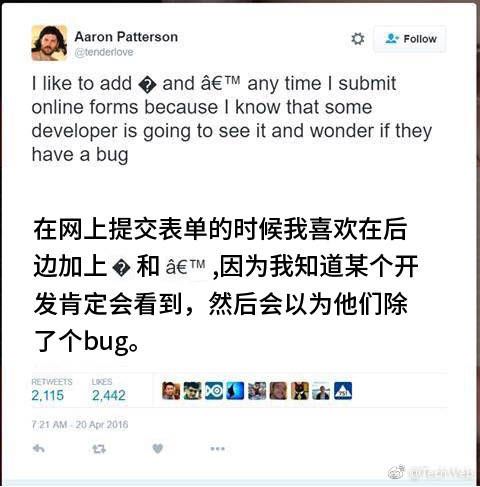 Aaron Patterson
@tenderlove
Follow
I like to add � and â€™ any time I submit
online forms because I know that some
developer is going to see it and wonder if they
have a bug
在网上提交表单的时候我喜欢在后
边加上�和 â€™ ,因为我知道某个开
发肯定会看到，然后会以为他们除
了个bug。
RETWEETS
LIKES
2,115
2,442
7:21 AM - 20 Apr 2016
@TechWeb